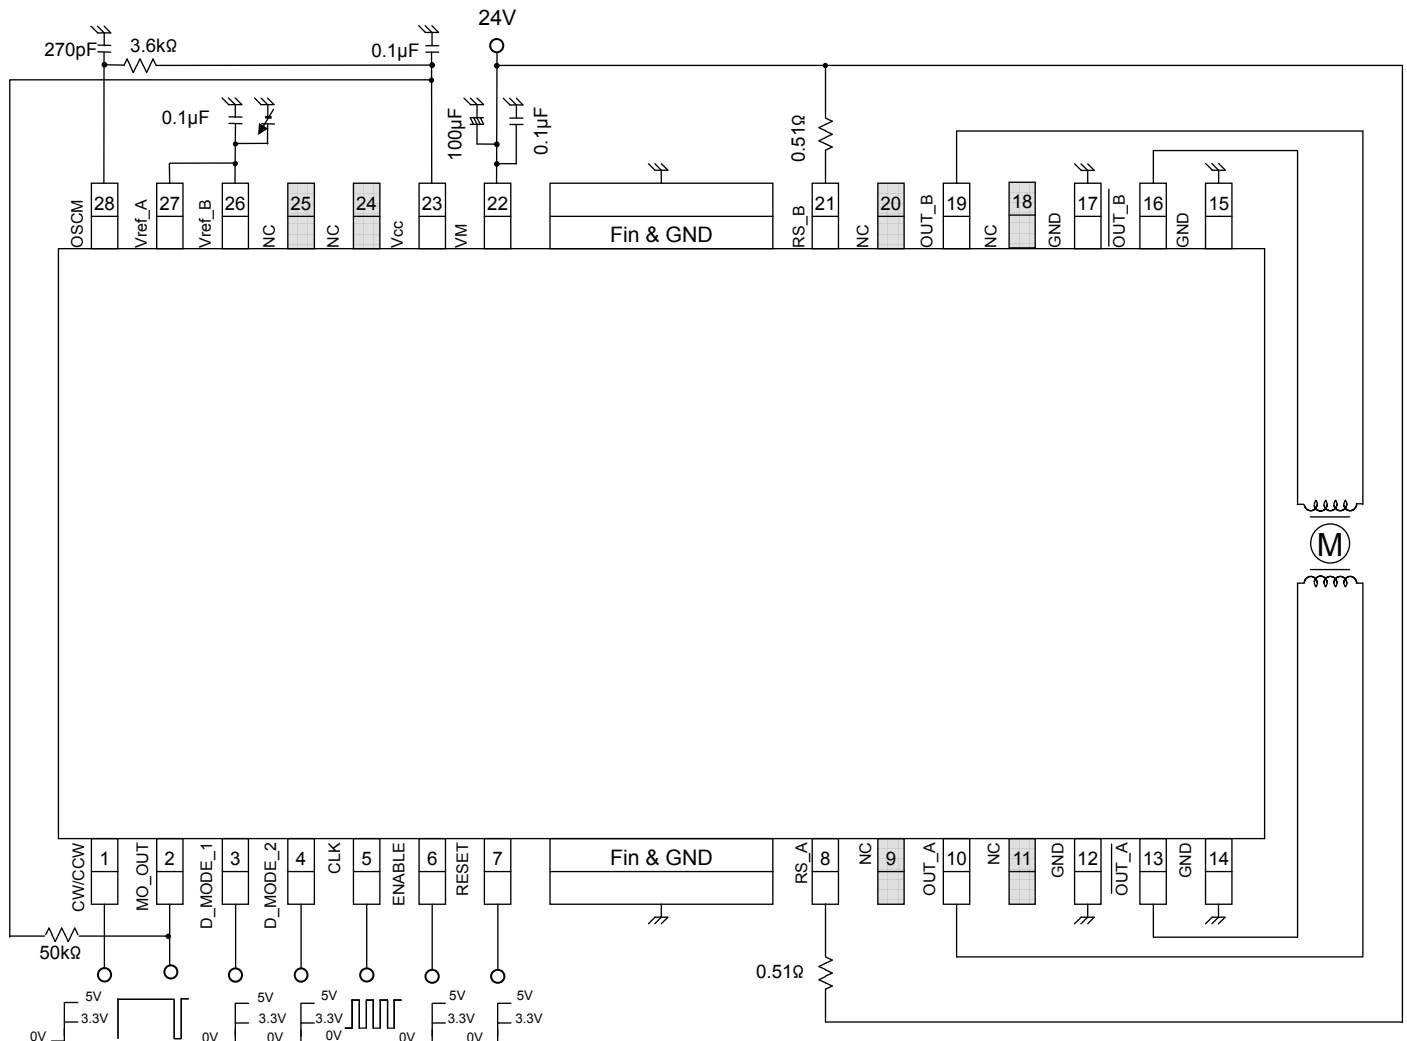 24V
270pF
3.6kΩ
0.1µF
0.1µF
100µF
0.1µF
0.51Ω
28
27
26
25
24
23
22
21
20
19
18
17
16
15
OSCM
Vref_A
Vref_B
NC
NC
Vcc
VM
Fin & GND
RS_B
NC
OUT_B
NC
GND
OUT_B
GND
M
1
2
3
4
5
6
7
Fin & GND
8
9
10
11
12
13
14
CW/CCW
MO_OUT
D_MODE_1
D_MODE_2
CLK
ENABLE
RESET
RS_A
NC
OUT_A
NC
GND
OUT_A
GND
50kΩ
0.51Ω
5V
5V
5V
5V
5V
3.3V
3.3V
3.3V
3.3V
3.3V
0V
0V
0V
0V
0V